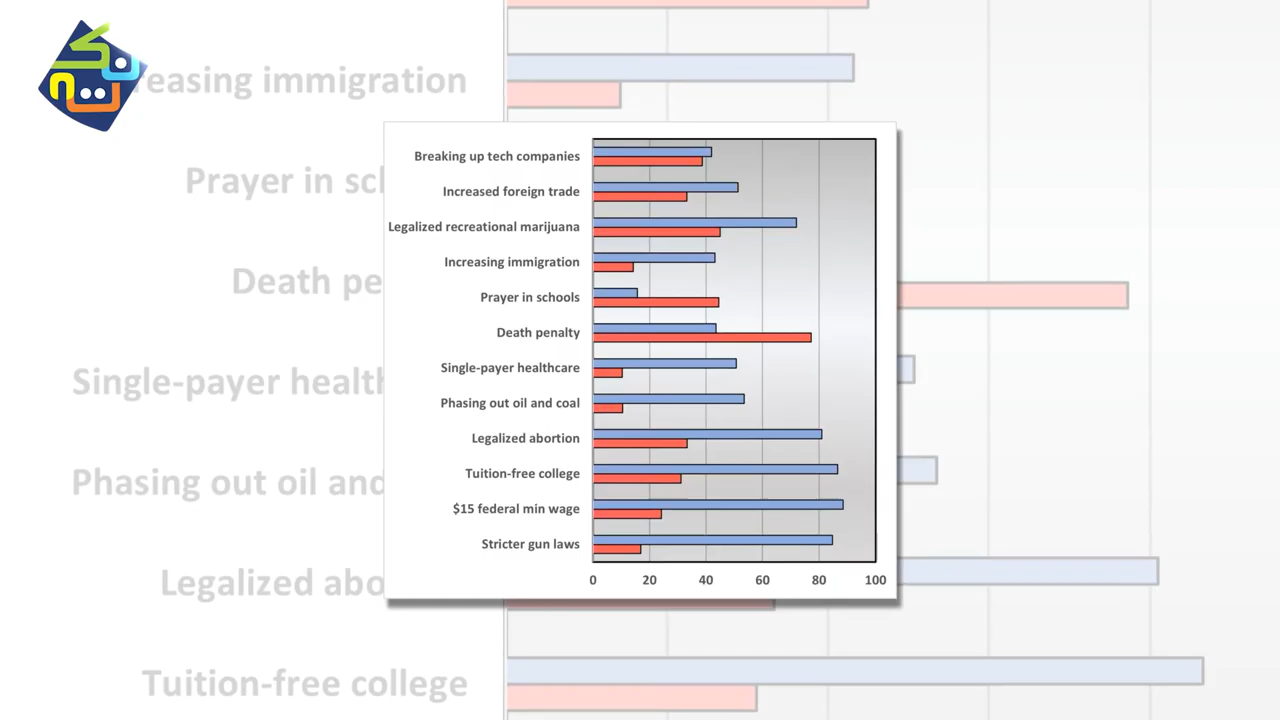 reasing immigration
Prayer in sc
Death pe
Single-payer healt
Phasing out oil and
Legalized abo
Tuition-free college
Breaking up tech companies
Increased foreign trade
Legalized recreational marijuana
Increasing immigration
Prayer in schools
Death penalty
Single-payer healthcare
Phasing out oil and coal
Legalized abortion
Tuition-free college
$15 federal min wage
Stricter gun laws
0 20 40 60 80 100